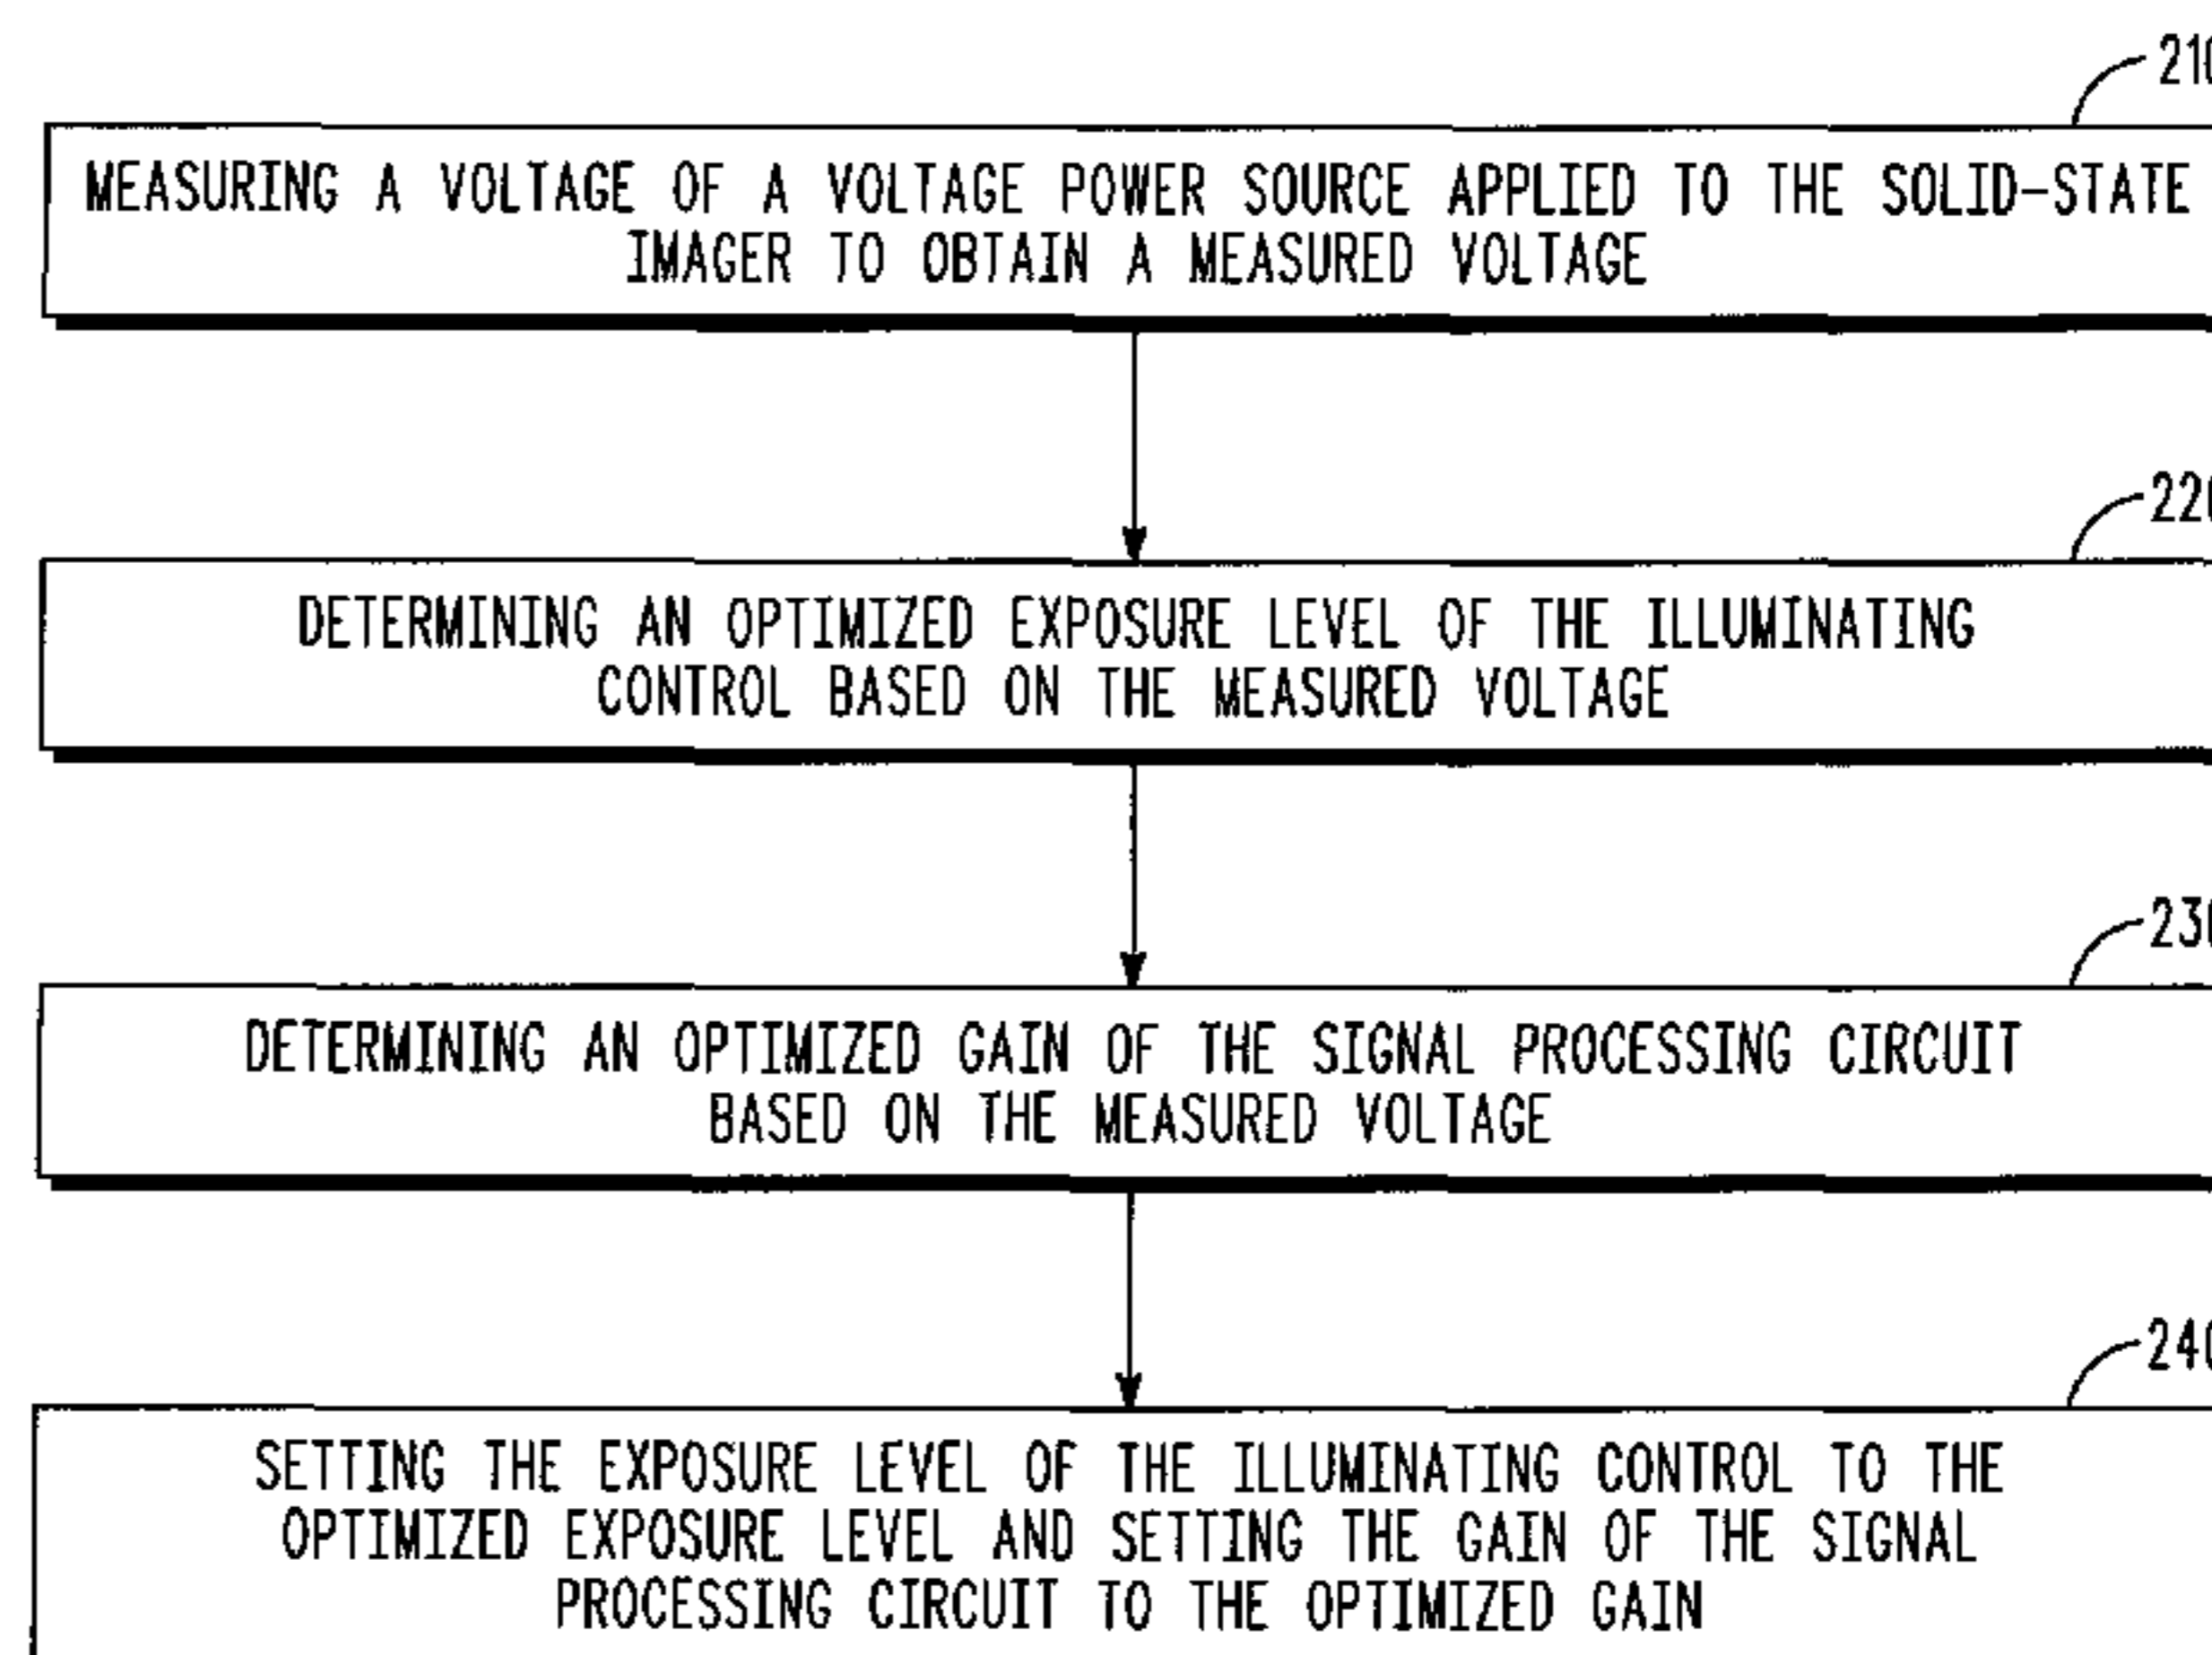 210
MEASURING A VOLTAGE OF A VOLTAGE POWER SOURCE APPLIED TO THE SOLID-STATE
IMAGER TO OBTAIN A MEASURED VOLTAGE
220
DETERMINING AN OPTIMIZED EXPOSURE LEVEL OF THE ILLUMINATING
CONTROL BASED ON THE MEASURED VOLTAGE
230
DETERMINING AN OPTIMIZED GAIN OF THE SIGNAL PROCESSING CIRCUIT
BASED ON THE MEASURED VOLTAGE
240
SETTING THE EXPOSURE LEVEL OF THE ILLUMINATING CONTROL TO THE
OPTIMIZED EXPOSURE LEVEL AND SETTING THE GAIN OF THE SIGNAL
PROCESSING CIRCUIT TO THE OPTIMIZED GAIN